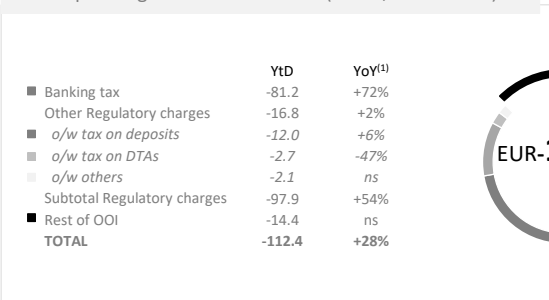 YtD YoY(1)
Banking tax -81.2 +72%
Other Regulatory charges -16.8 +2%
o/w tax on deposits -12.0 +6%
o/w tax on DTAs -2.7 -47%
o/w others -2.1 ns
Subtotal Regulatory charges -97.9 +54%
Rest of OOI -14.4 ns
TOTAL -112.4 +28%
EUR-